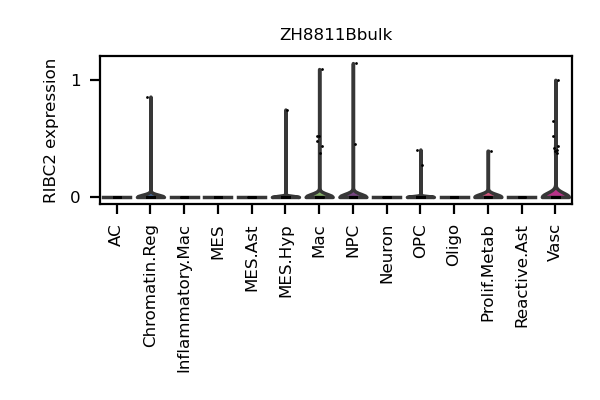 ZH8811Bbulk
RIBC2 expression
1
0
AC
Chromatin.Reg
Inflammatory.Mac
MES
MES.Ast
MES.Hyp
Mac
NPC
Neuron
OPC
Oligo
Prolif.Metab
Reactive.Ast
Vasc